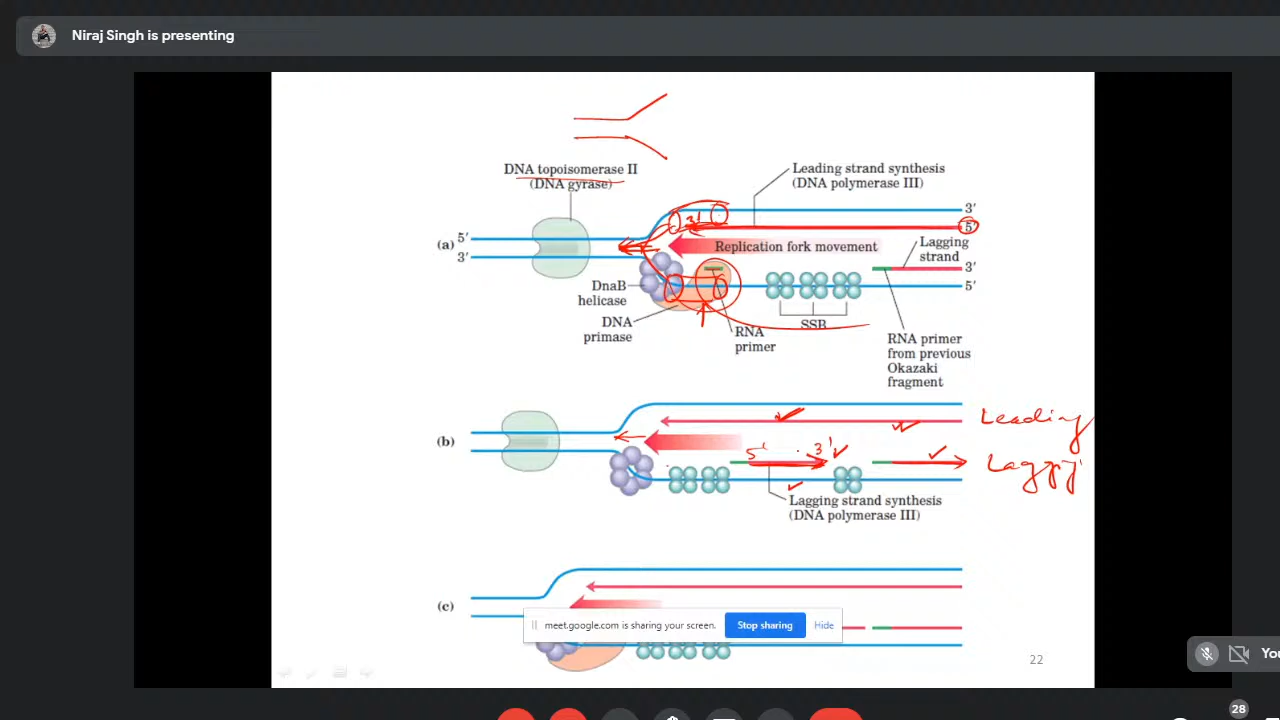 Niraj Singh is presenting
DNA topoisomerase II
(DNA gyrase)
Leading strand synthesis
(DNA polymerase III)
3′
3′
5′
(a)
5′
3′
Replication fork movement
Lagging
strand
3′
5′
DnaB
helicase
DNA
primase
RNA
primer
SSB
RNA primer
from previous
Okazaki
fragment
(b)
Leading
5'
3'
Lagging strand synthesis
(DNA polymerase III)
(c)
meet.google.com is sharing your screen.
Stop sharing
Hide
22
You
28